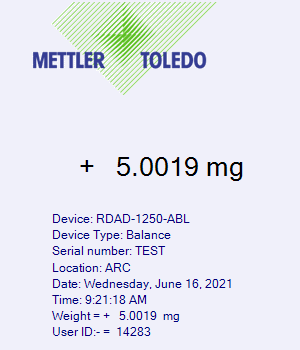 METTLER TOLEDO
+ 5.0019 mg
Device: RDAD-1250-ABL
Device Type: Balance
Serial number: TEST
Location: ARC
Date: Wednesday, June 16, 2021
Time: 9:21:18 AM
Weight = + 5.0019 mg
User ID:- = 14283